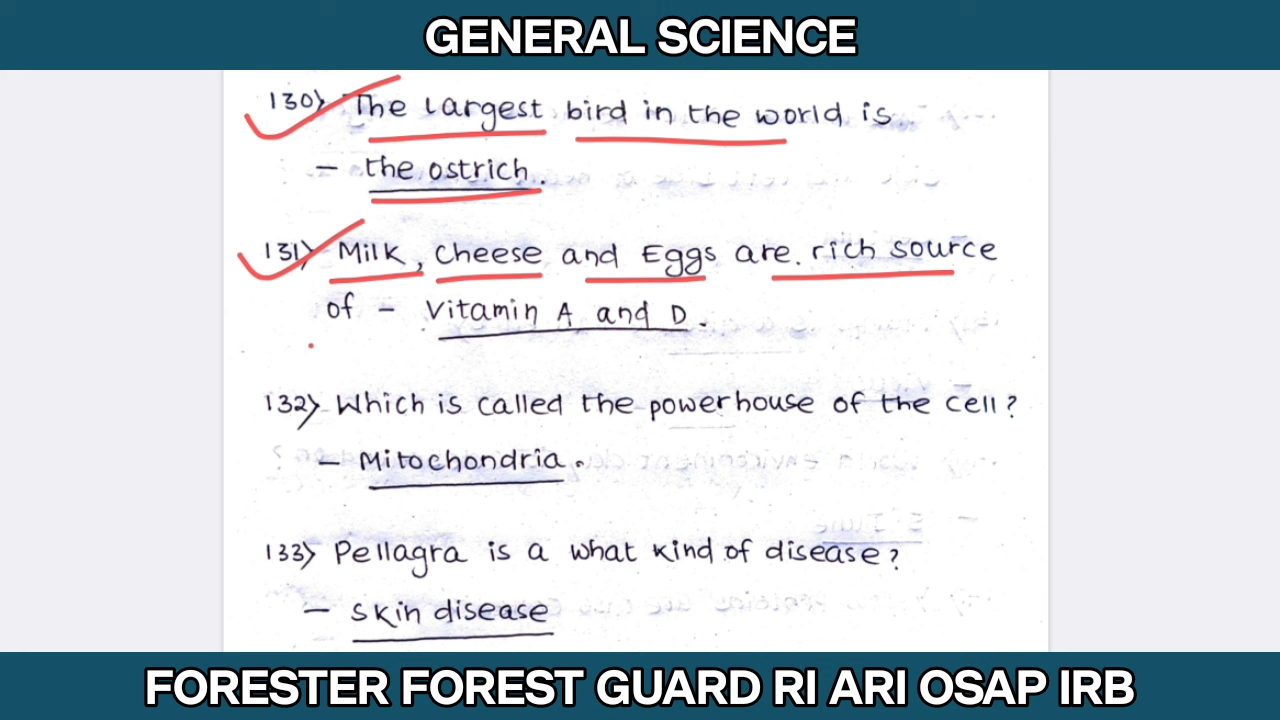 GENERAL SCIENCE
130) The largest bird in the world is
- the ostrich.
131) Milk, cheese and Eggs are rich source
of - Vitamin A and D.
132) Which is called the powerhouse of the cell?
- Mitochondria.
133) Pellagra is a what kind of disease?
- skin disease
FORESTER FOREST GUARD RI ARI OSAP IRB